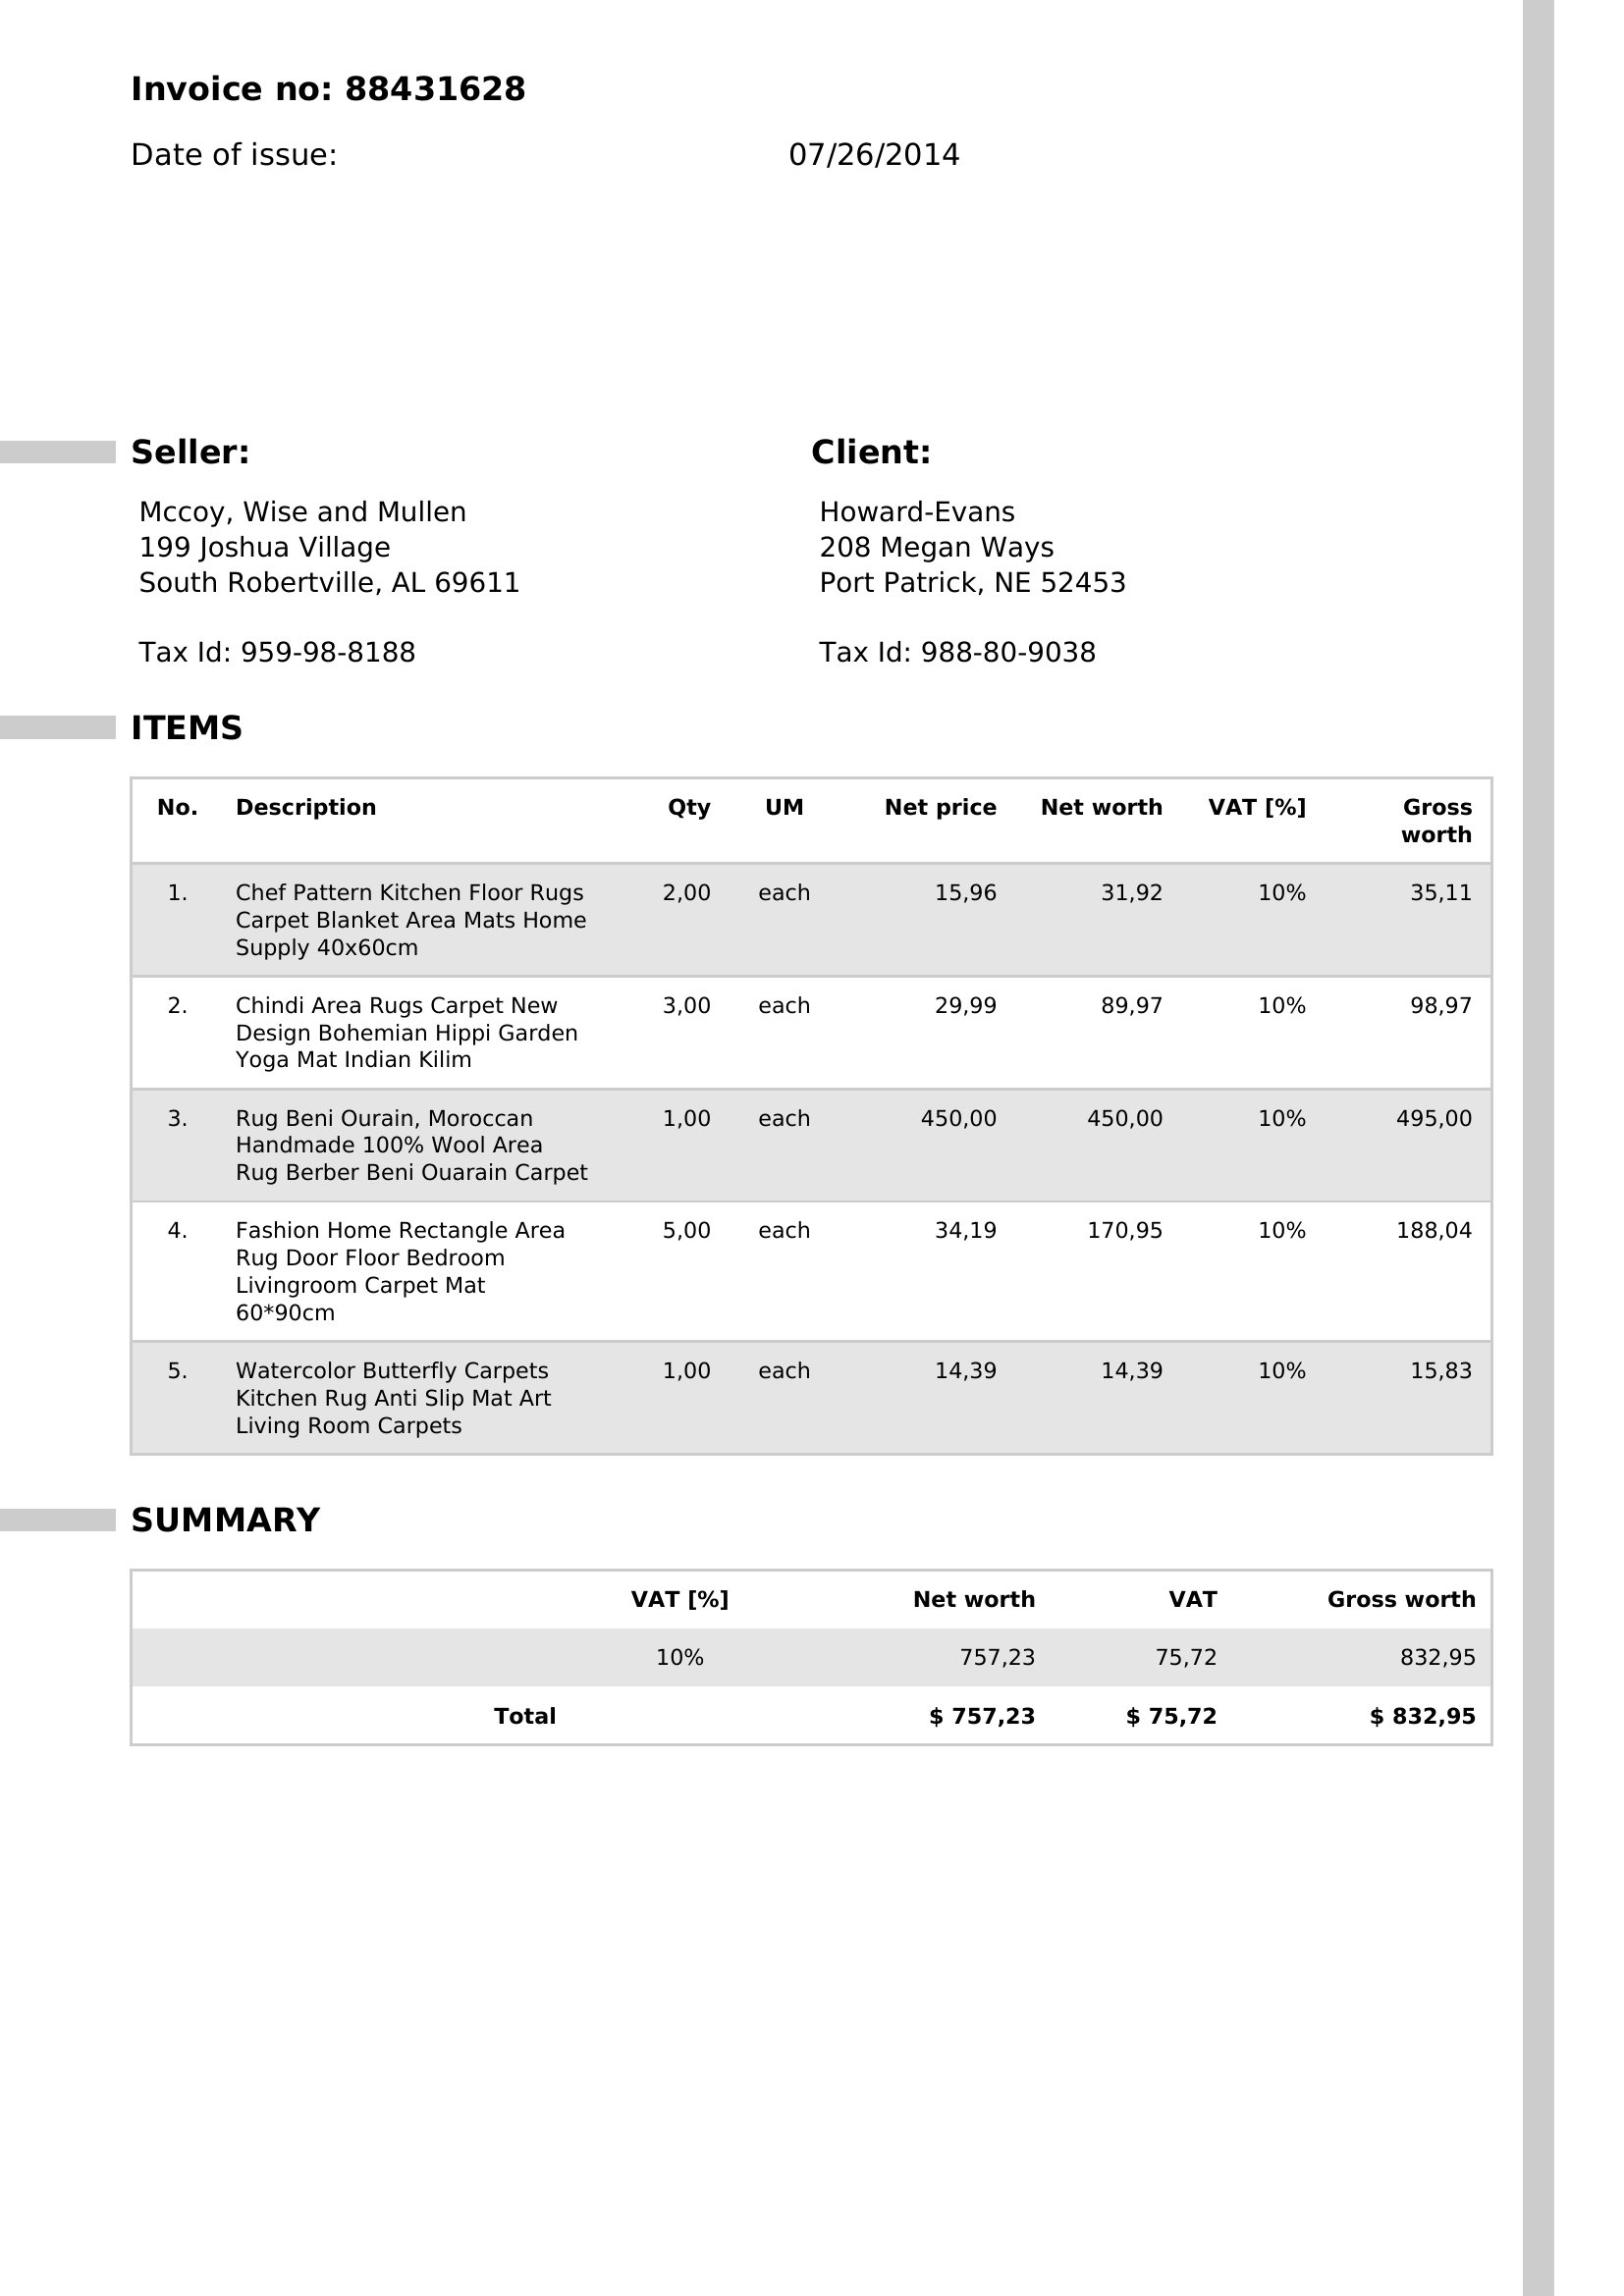 Invoice no: 88431628
Date of issue: 07/26/2014
Seller: Client:
Mccoy, Wise and Mullen Howard-Evans
199 Joshua Village 208 Megan Ways
South Robertville, AL 69611 Port Patrick, NE 52453
Tax Id: 959-98-8188 Tax Id: 988-80-9038
ITEMS
No. Description Qty UM Net price Net worth VAT [%] Gross
worth
1. Chef Pattern Kitchen Floor Rugs 2,00 each 15,96 31,92 10% 35,11
Carpet Blanket Area Mats Home
Supply 40x60cm
2. Chindi Area Rugs Carpet New 3,00 each 29,99 89,97 10% 98,97
Design Bohemian Hippi Garden
Yoga Mat Indian Kilim
3. Rug Beni Ourain, Moroccan 1,00 each 450,00 450,00 10% 495,00
Handmade 100% Wool Area
Rug Berber Beni Ouarain Carpet
4. Fashion Home Rectangle Area 5,00 each 34,19 170,95 10% 188,04
Rug Door Floor Bedroom
Livingroom Carpet Mat
60*90cm
5. Watercolor Butterfly Carpets 1,00 each 14,39 14,39 10% 15,83
Kitchen Rug Anti Slip Mat Art
Living Room Carpets
SUMMARY
VAT [%] Net worth VAT Gross worth
10% 757,23 75,72 832,95
Total $ 757,23 $ 75,72 $ 832,95